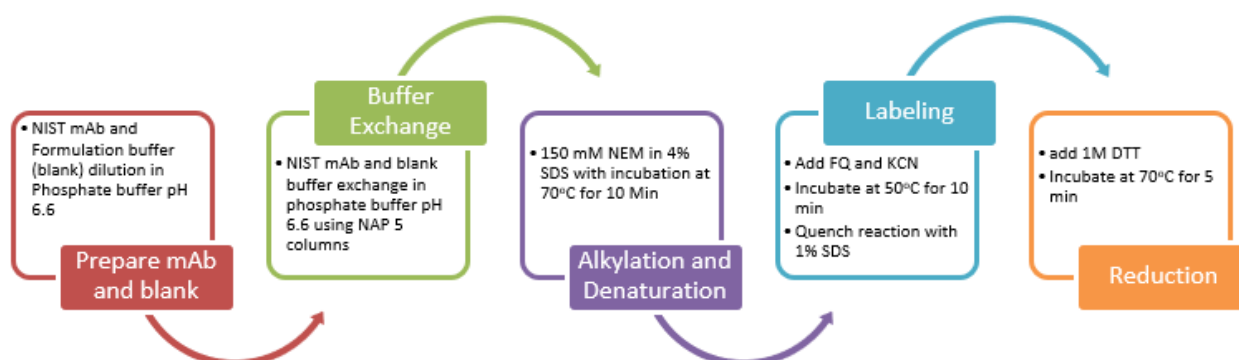 • NIST mAb and
Formulation buffer
(blank) dilution in
Phosphate buffer pH
6.6
Prepare mAb
and blank
Buffer
Exchange
• NIST mAb and blank
buffer exchange in
phosphate buffer pH
6.6 using NAP 5
columns
• 150 mM NEM in 4%
SDS with incubation at
70°C for 10 Min
Alkylation and
Denaturation
Labeling
• Add FQ and KCN
• Incubate at 50°C for 10
min
• Quench reaction with
1% SDS
• add 1M DTT
• Incubate at 70°C for 5
min
Reduction